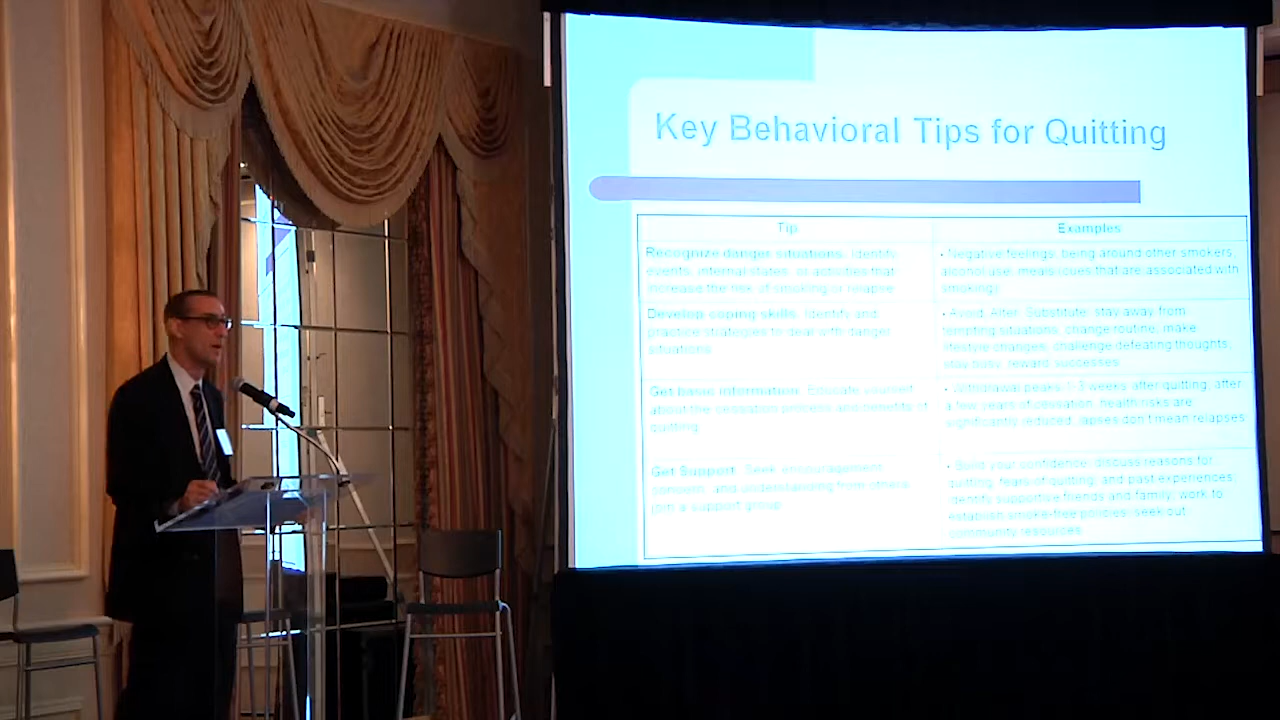 Key Behavioral Tips for Quitting
Tip
Examples
Recognize danger situations. Identify
events, internal states, or activities that
increase the risk of smoking or relapse.
• Negative feelings, being around other smokers,
alcohol use, meals (cues that are associated with
smoking)
Develop coping skills. Identify and
practice strategies to deal with danger
situations.
• Avoid, Alter, Substitute; stay away from
tempting situations, change routine, make
lifestyle changes, challenge defeating thoughts,
stay busy, reward successes
Get basic information. Educate yourself
about the cessation process and benefits of
quitting.
• Withdrawal peaks 1-3 weeks after quitting; after
a few years of cessation, health risks are
significantly reduced; lapses don't mean relapses
Get Support. Seek encouragement,
concern, and understanding from others;
join a support group.
• Build your confidence; discuss reasons for
quitting, fears of quitting, and past experiences;
identify supportive friends and family; work to
establish smoke-free policies; seek out
community resources.